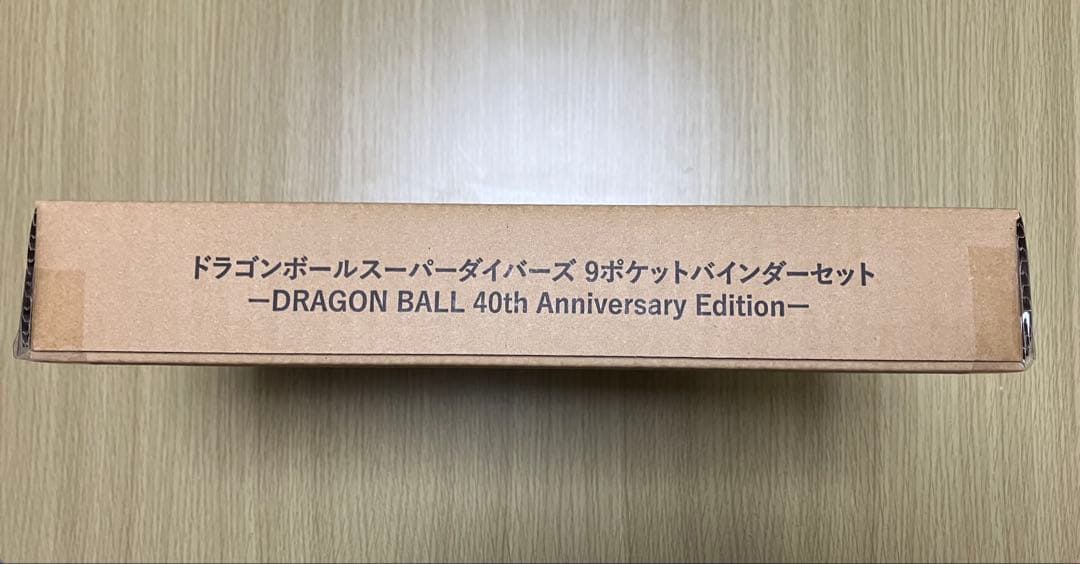 ドラゴンボールスーパーダイバーズ 9ポケットバインダーセット
ーDRAGON BALL 40th Anniversary Editionー